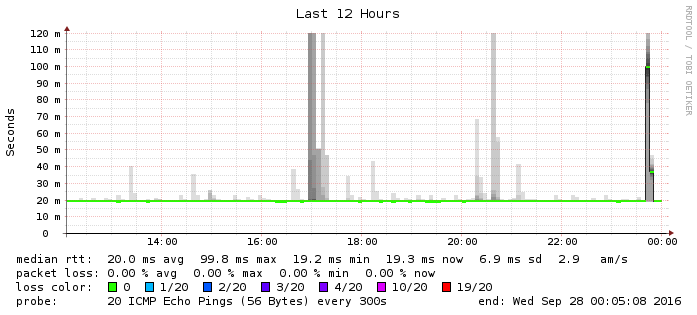 Last 12 Hours
RRDTOOL / TOBI OETIKER
Seconds
120 m
110 m
100 m
90 m
80 m
70 m
60 m
50 m
40 m
30 m
20 m
10 m
0
14:00 16:00 18:00 20:00 22:00 00:00
median rtt: 20.0 ms avg 99.8 ms max 19.2 ms min 19.3 ms now 6.9 ms sd 2.9 am/s
packet loss: 0.00 % avg 0.00 % max 0.00 % min 0.00 % now
loss color: 0 1/20 2/20 3/20 4/20 10/20 19/20
probe: 20 ICMP Echo Pings (56 Bytes) every 300s end: Wed Sep 28 00:05:08 2016